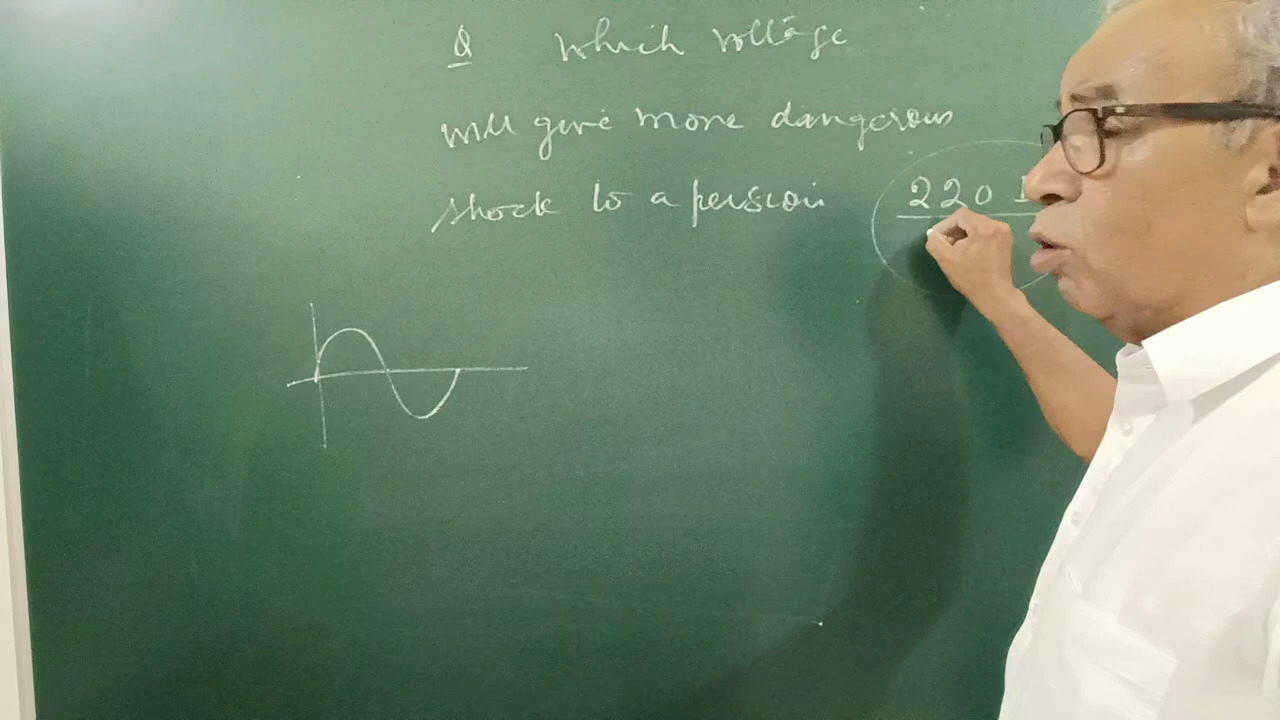 Q which voltage
will give more dangerous
shock to a person 220